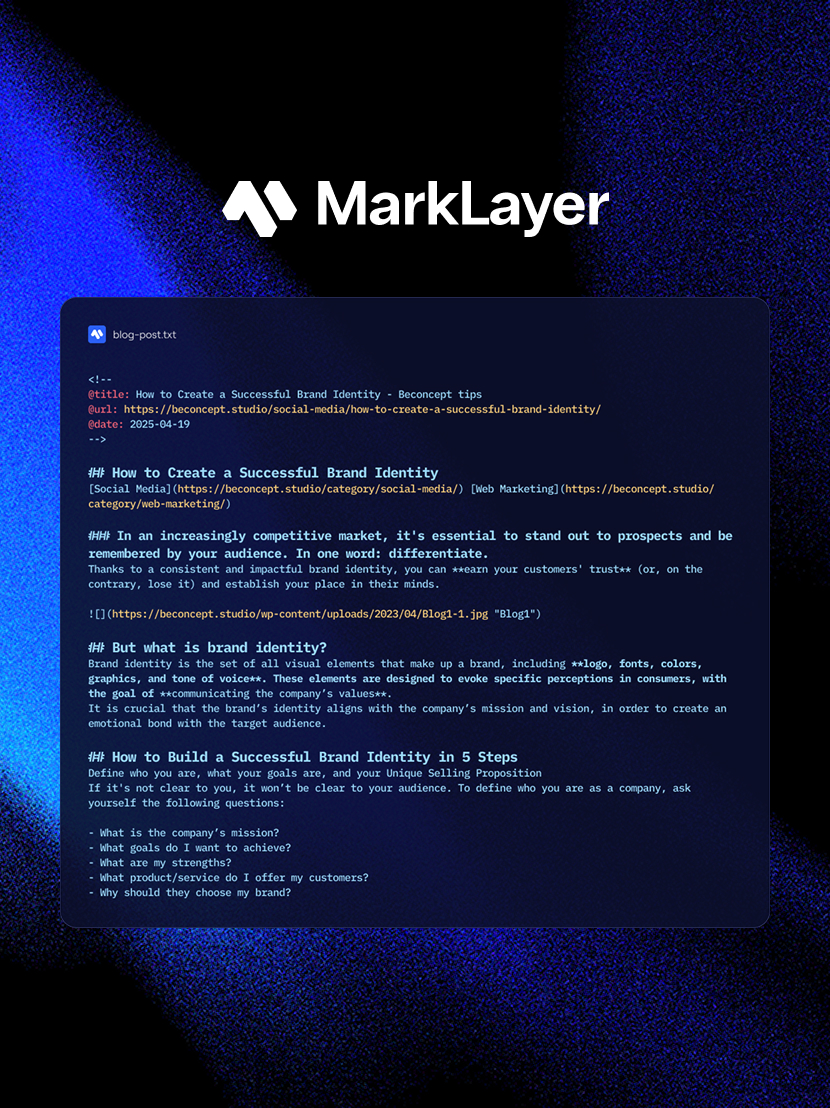 MarkLayer
blog-post.txt
<!--
@title: How to Create a Successful Brand Identity - Beconcept tips
@url: https://beconcept.studio/social-media/how-to-create-a-successful-brand-identity/
@date: 2025-04-19
-->
## How to Create a Successful Brand Identity
[Social Media](https://beconcept.studio/category/social-media/) [Web Marketing](https://beconcept.studio/
category/web-marketing/)
### In an increasingly competitive market, it's essential to stand out to prospects and be
remembered by your audience. In one word: differentiate.
Thanks to a consistent and impactful brand identity, you can **earn your customers' trust** (or, on the
contrary, lose it) and establish your place in their minds.
![](https://beconcept.studio/wp-content/uploads/2023/04/Blog1-1.jpg "Blog1")
## But what is brand identity?
Brand identity is the set of all visual elements that make up a brand, including **logo, fonts, colors,
graphics, and tone of voice**. These elements are designed to evoke specific perceptions in consumers, with
the goal of **communicating the company’s values**.
It is crucial that the brand’s identity aligns with the company’s mission and vision, in order to create an
emotional bond with the target audience.
## How to Build a Successful Brand Identity in 5 Steps
Define who you are, what your goals are, and your Unique Selling Proposition
If it's not clear to you, it won’t be clear to your audience. To define who you are as a company, ask
yourself the following questions:
- What is the company’s mission?
- What goals do I want to achieve?
- What are my strengths?
- What product/service do I offer my customers?
- Why should they choose my brand?